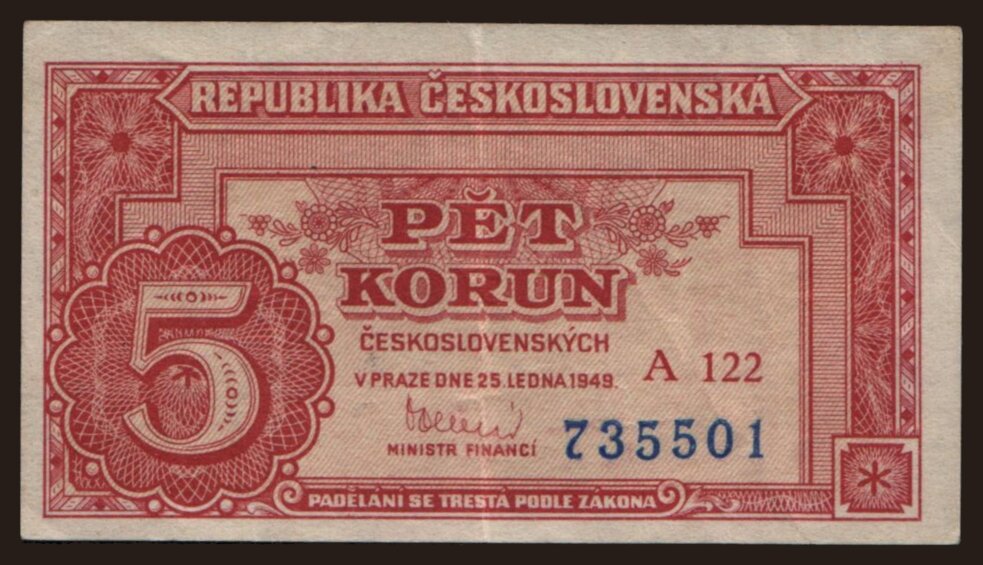 REPUBLIKA ČESKOSLOVENSKÁ
PĚT
KORUN
5
ČESKOSLOVENSKÝCH
V PRAZE DNE 25. LEDNA 1949.
A 122
MINISTR FINANCÍ
735501
PADĚLÁNÍ SE TRESTÁ PODLE ZÁKONA